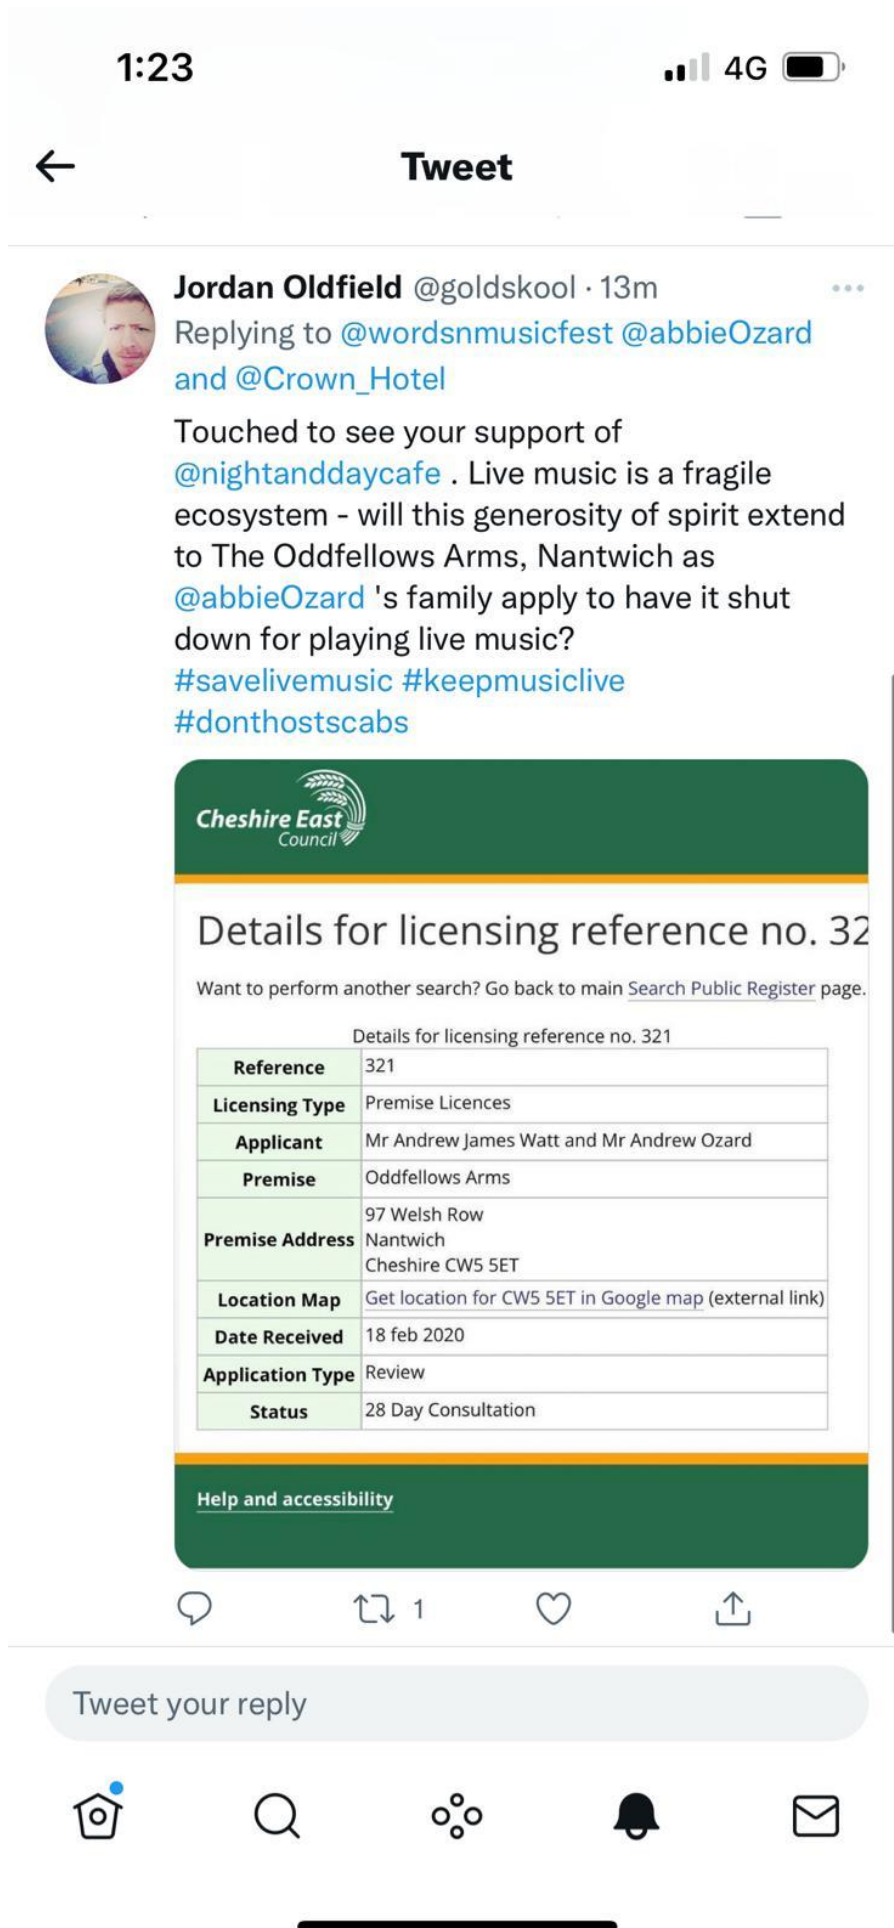 1:23
4G
Tweet
Jordan Oldfield @goldskool · 13m
Replying to @wordsnmusicfest @abbieOzard
and @Crown_Hotel
Touched to see your support of
@nightanddaycafe . Live music is a fragile
ecosystem - will this generosity of spirit extend
to The Oddfellows Arms, Nantwich as
@abbieOzard 's family apply to have it shut
down for playing live music?
#savelivemusic #keepmusiclive
#donthostscabs
Cheshire East
Council
Details for licensing reference no. 32
Want to perform another search? Go back to main Search Public Register page.
Details for licensing reference no. 321
Reference 321
Licensing Type Premise Licences
Applicant Mr Andrew James Watt and Mr Andrew Ozard
Premise Oddfellows Arms
Premise Address 97 Welsh Row
Nantwich
Cheshire CW5 5ET
Location Map Get location for CW5 5ET in Google map (external link)
Date Received 18 feb 2020
Application Type Review
Status 28 Day Consultation
Help and accessibility
1
Tweet your reply